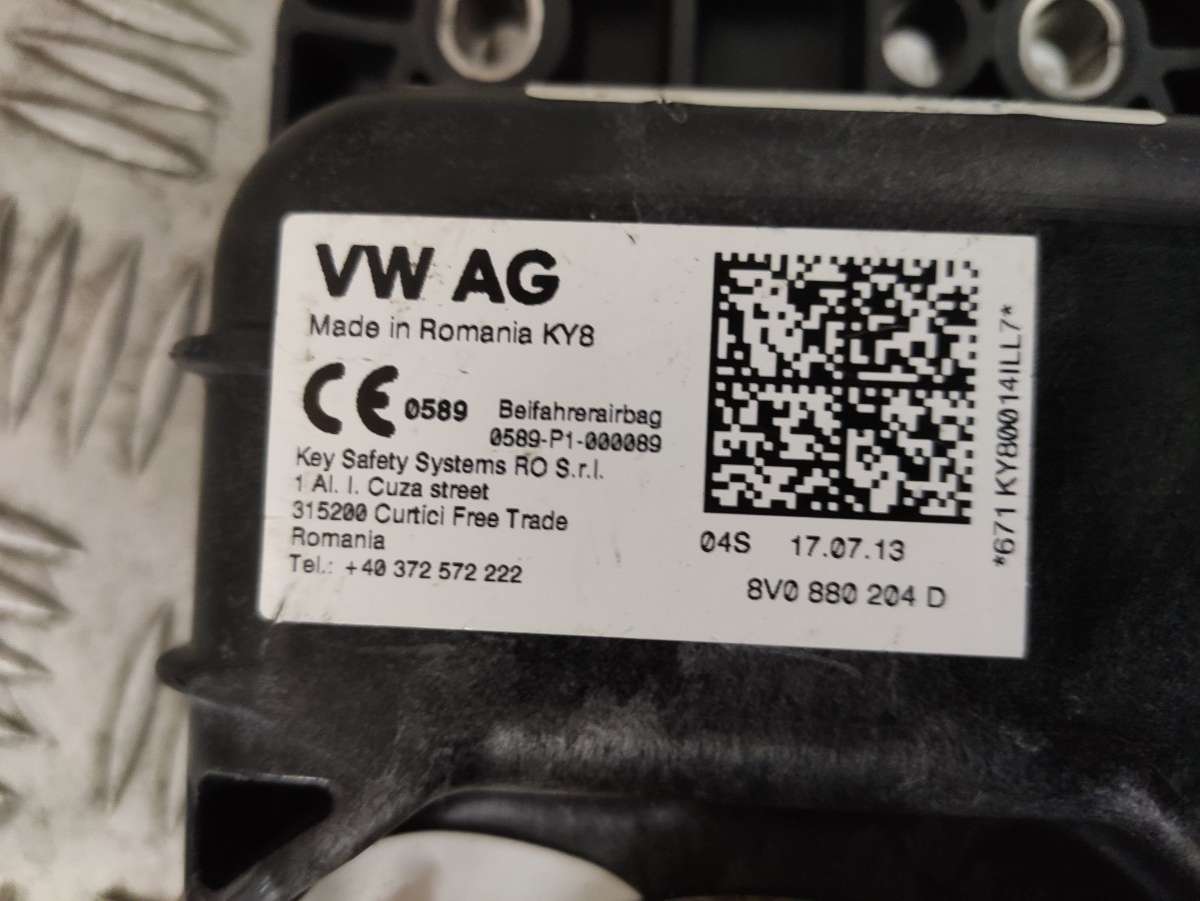 VW AG
Made in Romania KY8
CE 0589 Beifahrerairbag
0589-P1-000089
Key Safety Systems RO S.r.l.
1 Al. I. Cuza street
315200 Curtici Free Trade
Romania
Tel.: +40 372 572 222
04S 17.07.13
8V0 880 204 D
*671 KY80014ILL7*